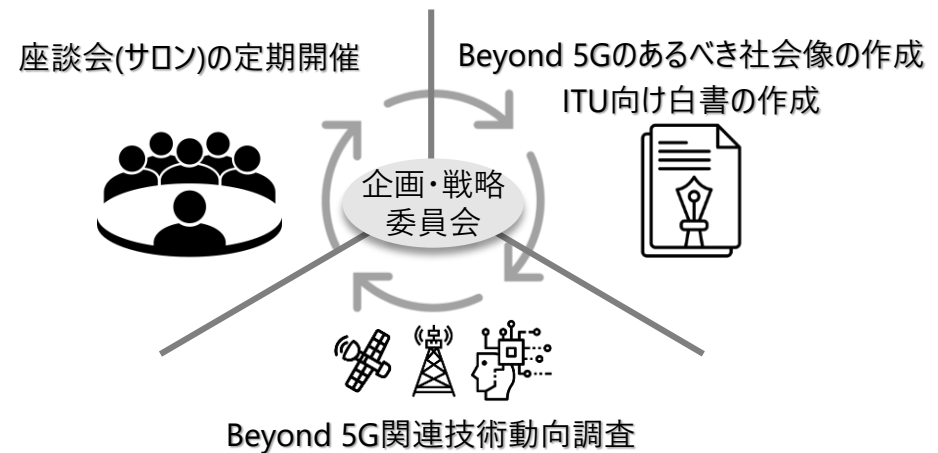 座談会(サロン)の定期開催
Beyond 5Gのあるべき社会像の作成
ITU向け白書の作成
企画・戦略
委員会
Beyond 5G関連技術動向調査